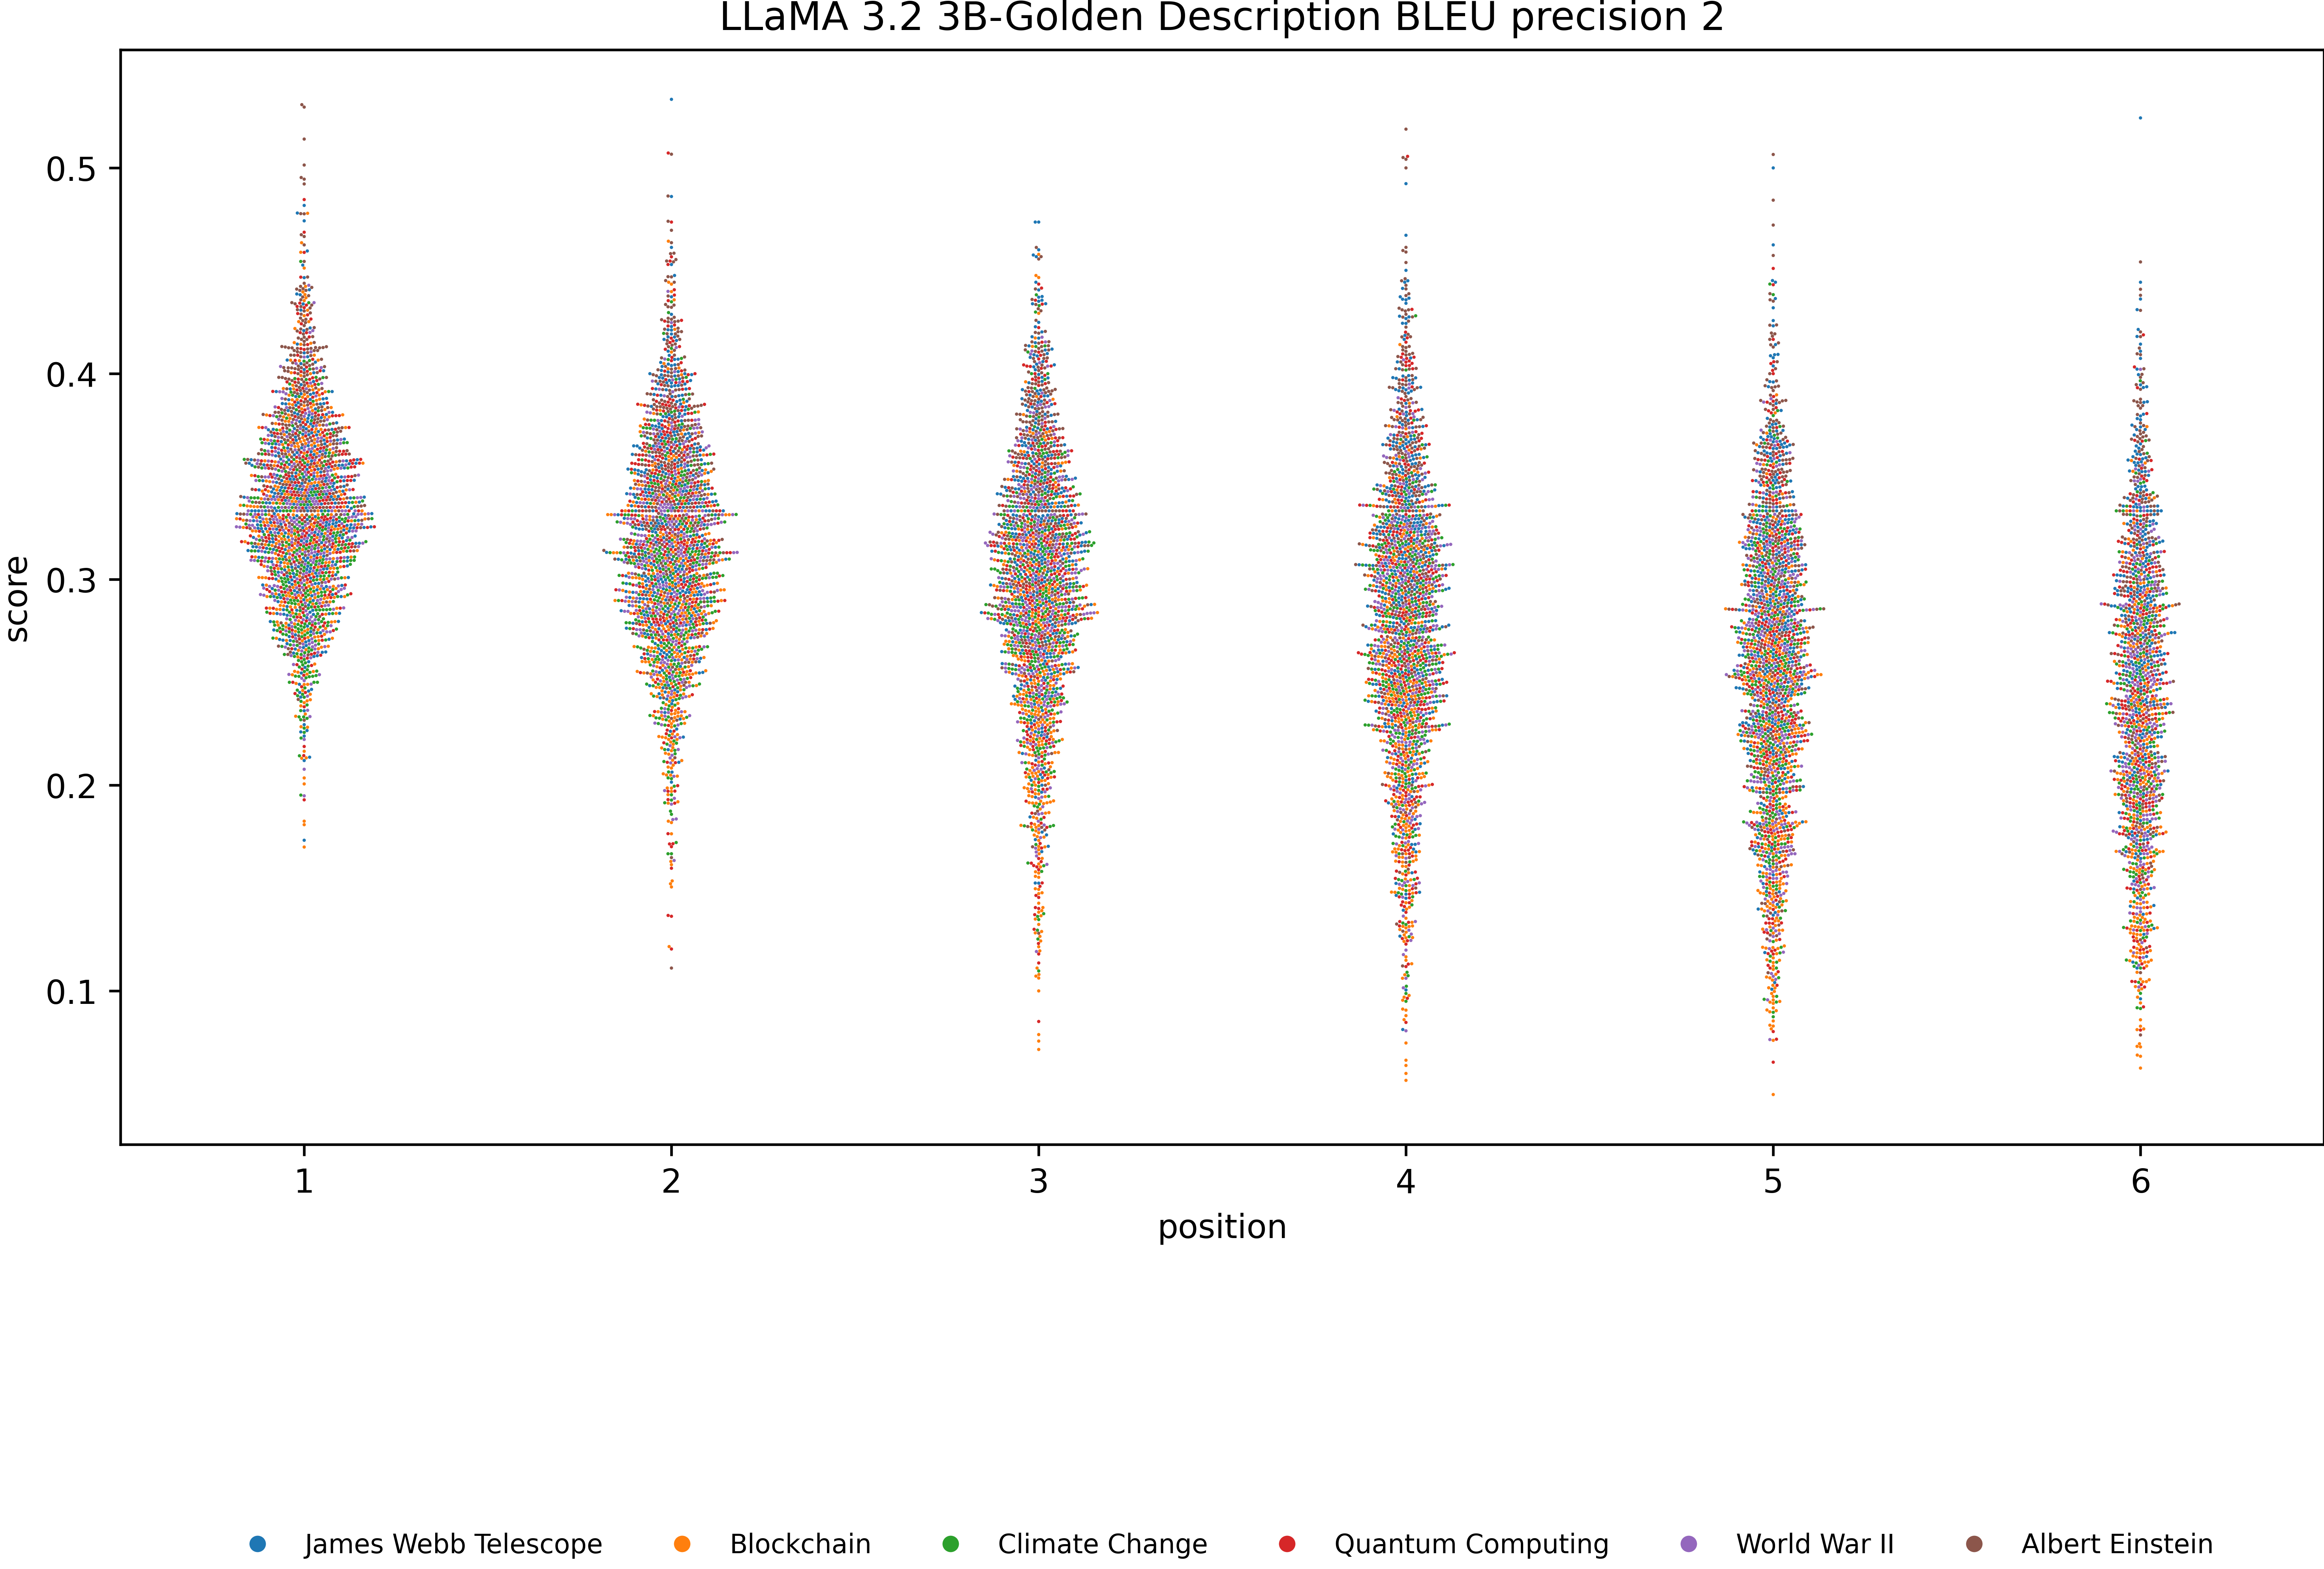 LLaMA 3.2 3B-Golden Description BLEU precision 2
0.5
0.4
0.3
0.2
0.1
score
1 2 3 4 5 6
position
James Webb Telescope Blockchain Climate Change Quantum Computing World War II Albert Einstein